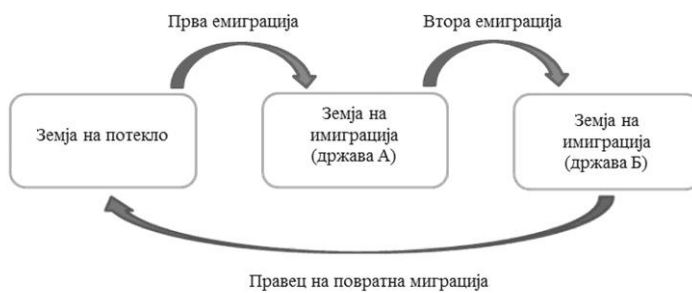 Прва емиграција
Втора емиграција
Земја на потекло
Земја на
имиграција
(држава А)
Земја на
имиграција
(држава Б)
Правец на повратна миграција